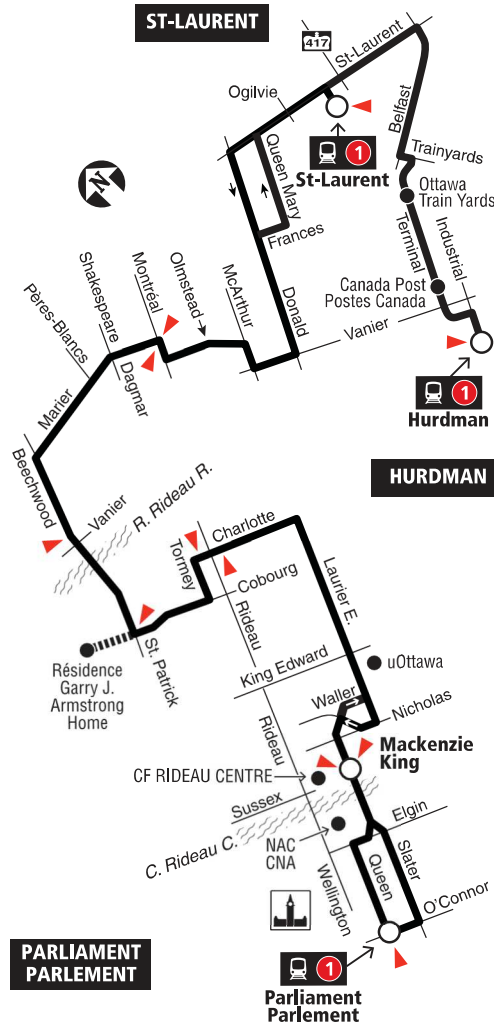 ST-LAURENT
417
St-Laurent
Ogilvie
Belfast
Queen Mary
1
St-Laurent
Trainyards
N
Ottawa
Train Yards
Frances
Terminal
Industrial
Canada Post
Postes Canada
Olmstead
McArthur
Montréal
Shakespeare
Pères-Blancs
Donald
Vanier
Dagmar
Marier
1
Hurdman
Beechwood
HURDMAN
Vanier
R. Rideau R.
Charlotte
Tormey
Cobourg
Laurier E.
Rideau
St. Patrick
Résidence
Garry J.
Armstrong
Home
King Edward
uOttawa
Waller
Nicholas
Rideau
Mackenzie
King
CF RIDEAU CENTRE
Sussex
C. Rideau C.
Elgin
NAC
CNA
Queen
Slater
Wellington
O'Connor
PARLIAMENT
PARLEMENT
1
Parliament
Parlement